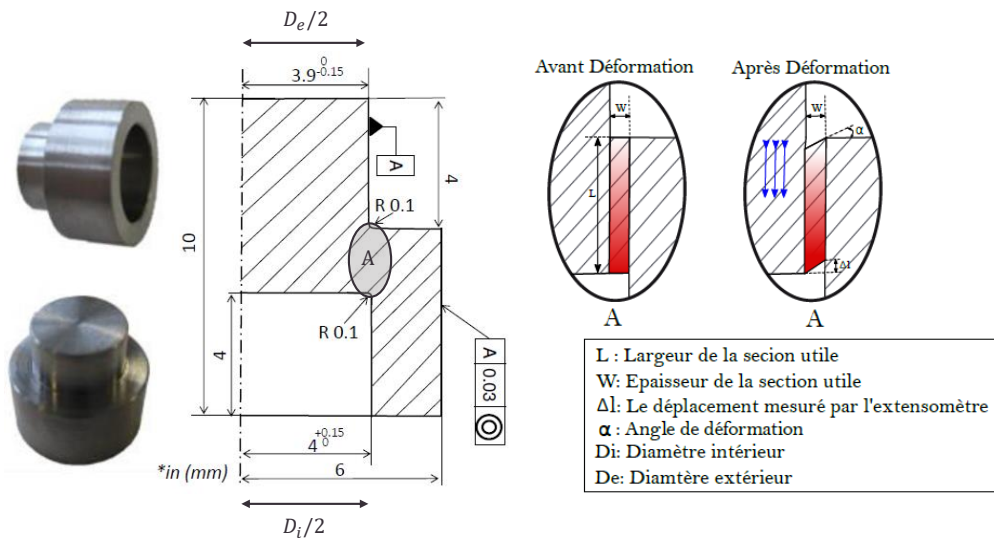 D_e/2
3.9 0 -0.15
A
4
R 0.1
10
A
R 0.1
4
A 0.03
4 +0.15 0
*in (mm)
6
D_i/2
Avant Déformation
Après Déformation
W
W
α
L
Δl
A
A
L : Largeur de la secion utile
W: Epaisseur de la section utile
Δl: Le déplacement mesuré par l'extensomètre
α : Angle de déformation
Di: Diamètre intérieur
De: Diamtère extérieur